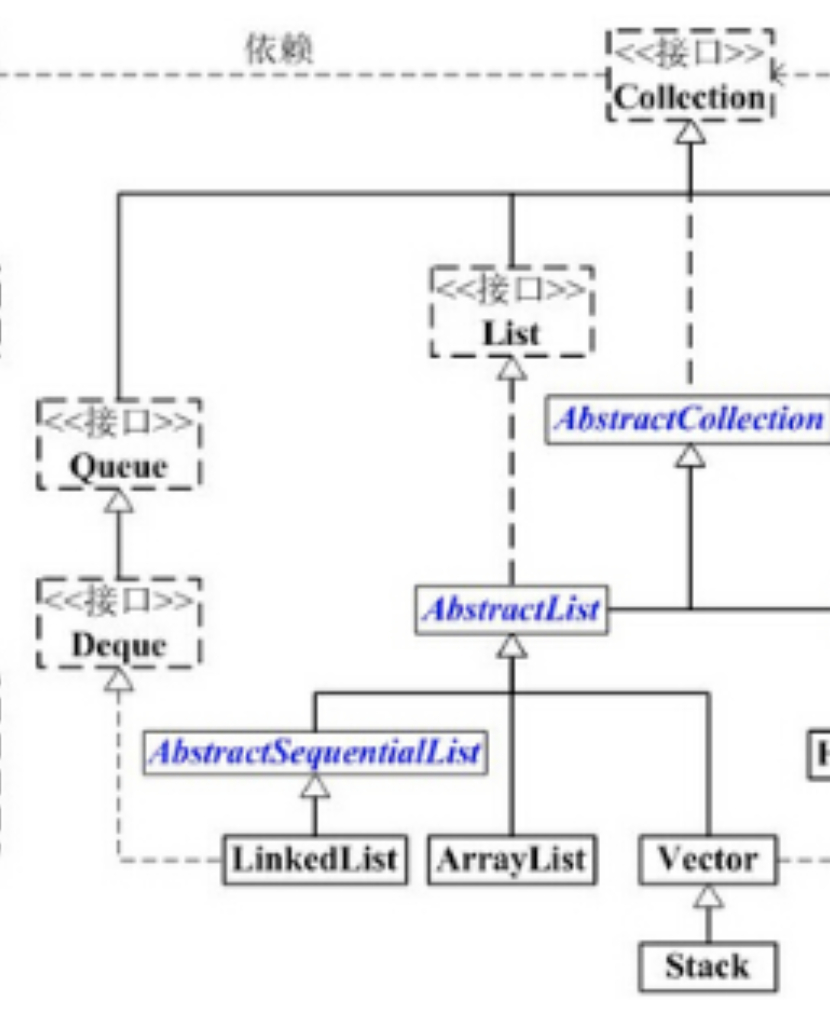 依赖
<<接口>>
Collection
<<接口>>
List
AbstractCollection
<<接口>>
Queue
<<接口>>
Deque
AbstractList
AbstractSequentialList
LinkedList
ArrayList
Vector
Stack